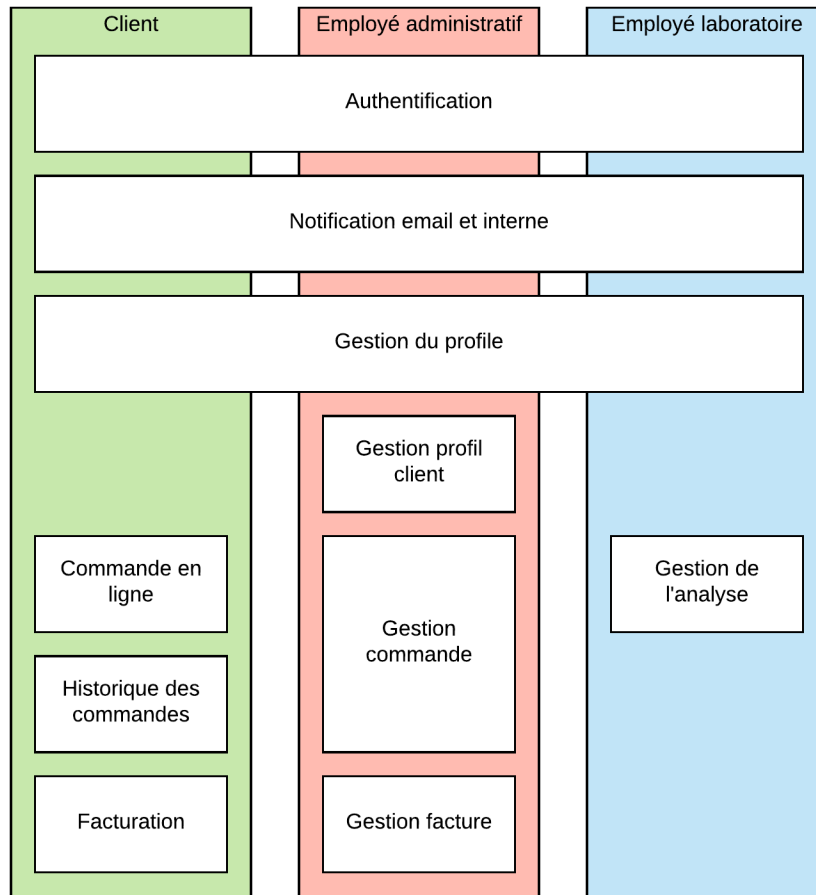 Client
Employé administratif
Employé laboratoire
Authentification
Notification email et interne
Gestion du profile
Gestion profil
client
Commande en
ligne
Gestion
commande
Gestion de
l'analyse
Historique des
commandes
Facturation
Gestion facture